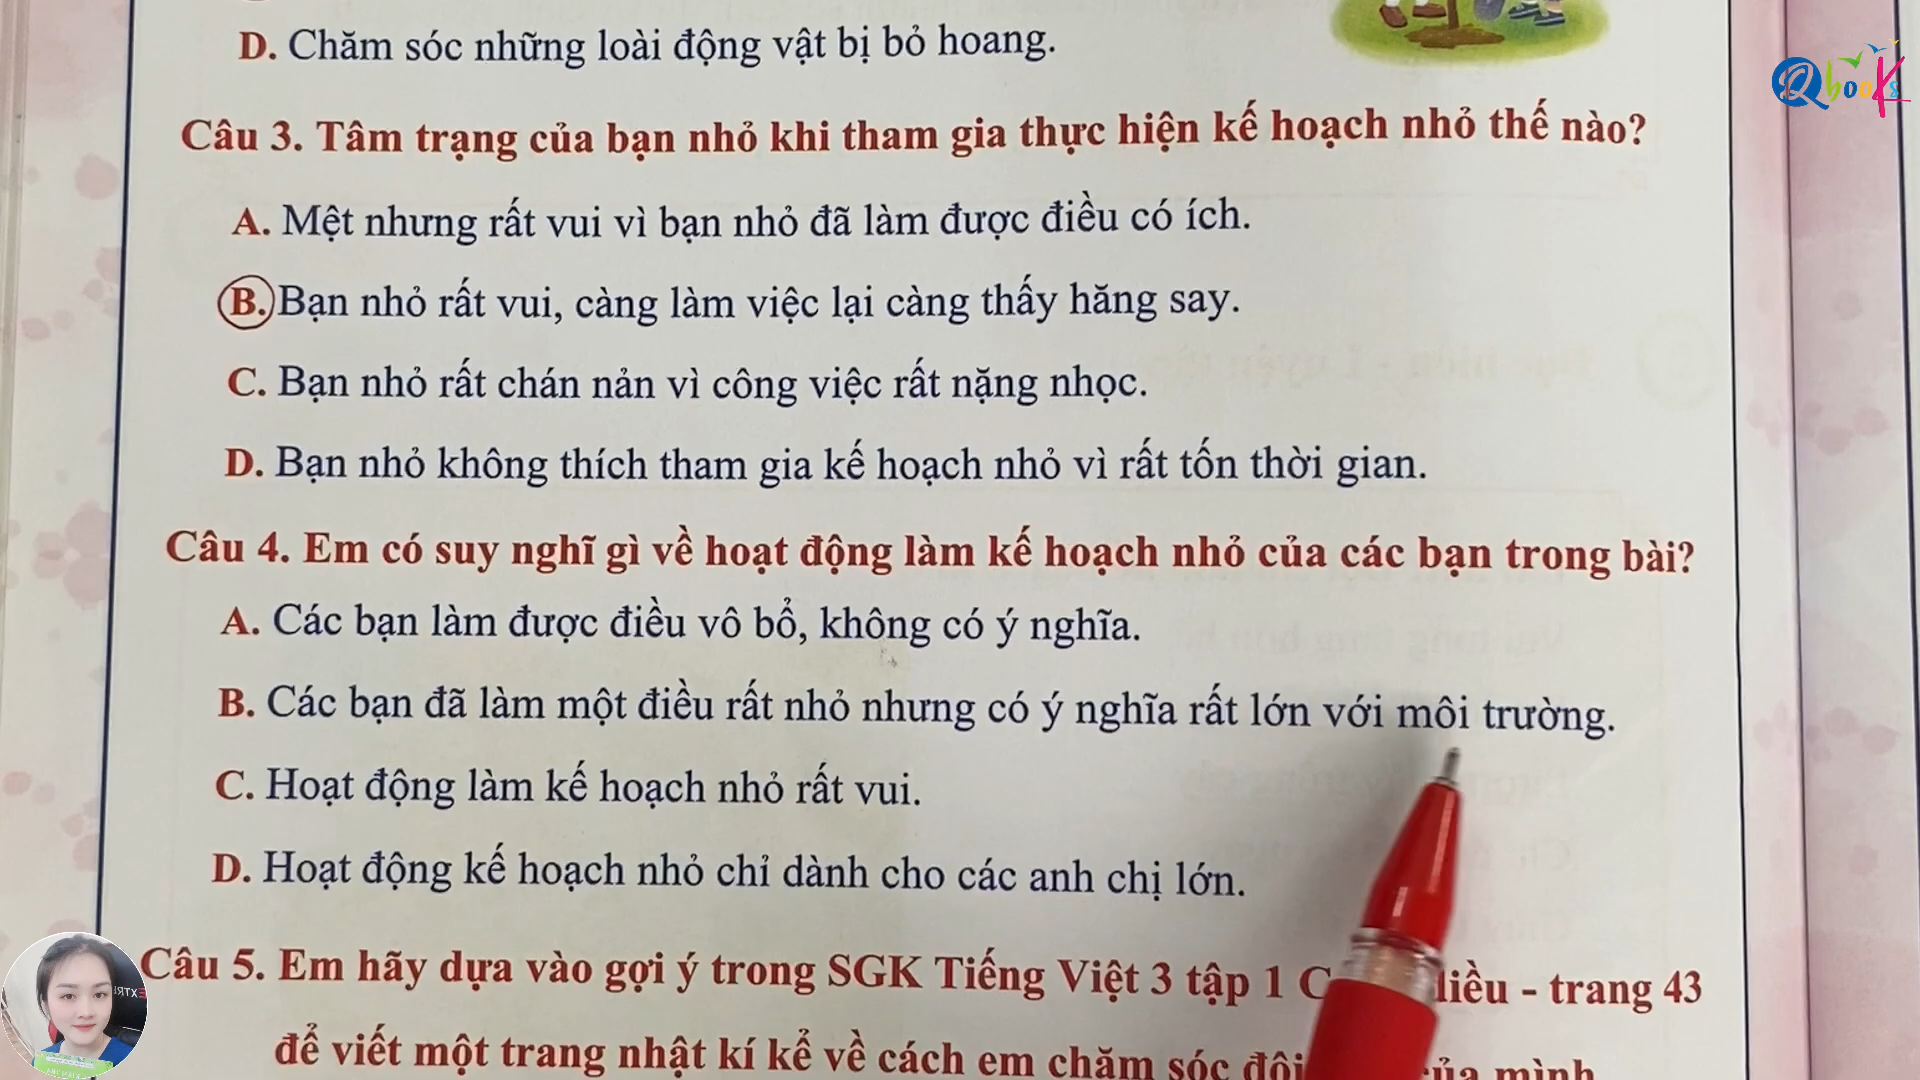 D. Chăm sóc những loài động vật bị bỏ hoang.
Qbooks
Câu 3. Tâm trạng của bạn nhỏ khi tham gia thực hiện kế hoạch nhỏ thế nào?
A. Mệt nhưng rất vui vì bạn nhỏ đã làm được điều có ích.
B. Bạn nhỏ rất vui, càng làm việc lại càng thấy hăng say.
C. Bạn nhỏ rất chán nản vì công việc rất nặng nhọc.
D. Bạn nhỏ không thích tham gia kế hoạch nhỏ vì rất tốn thời gian.
Câu 4. Em có suy nghĩ gì về hoạt động làm kế hoạch nhỏ của các bạn trong bài?
A. Các bạn làm được điều vô bổ, không có ý nghĩa.
B. Các bạn đã làm một điều rất nhỏ nhưng có ý nghĩa rất lớn với môi trường.
C. Hoạt động làm kế hoạch nhỏ rất vui.
D. Hoạt động kế hoạch nhỏ chỉ dành cho các anh chị lớn.
Câu 5. Em hãy dựa vào gợi ý trong SGK Tiếng Việt 3 tập 1 - trang 43
để viết một trang nhật kí kể về cách em chăm sóc của mình